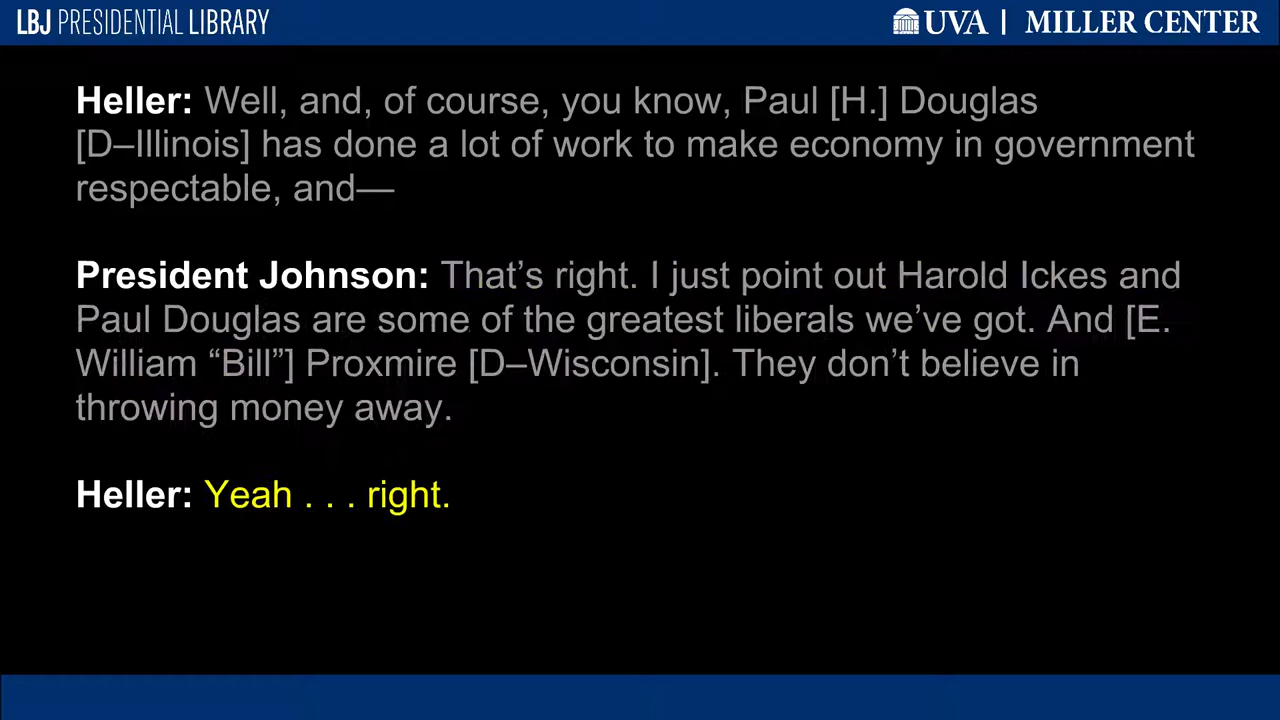 LBJ PRESIDENTIAL LIBRARY
UVA | MILLER CENTER
Heller: Well, and, of course, you know, Paul [H.] Douglas
[D–Illinois] has done a lot of work to make economy in government
respectable, and—
President Johnson: That’s right. I just point out Harold Ickes and
Paul Douglas are some of the greatest liberals we’ve got. And [E.
William “Bill”] Proxmire [D–Wisconsin]. They don’t believe in
throwing money away.
Heller: Yeah . . . right.